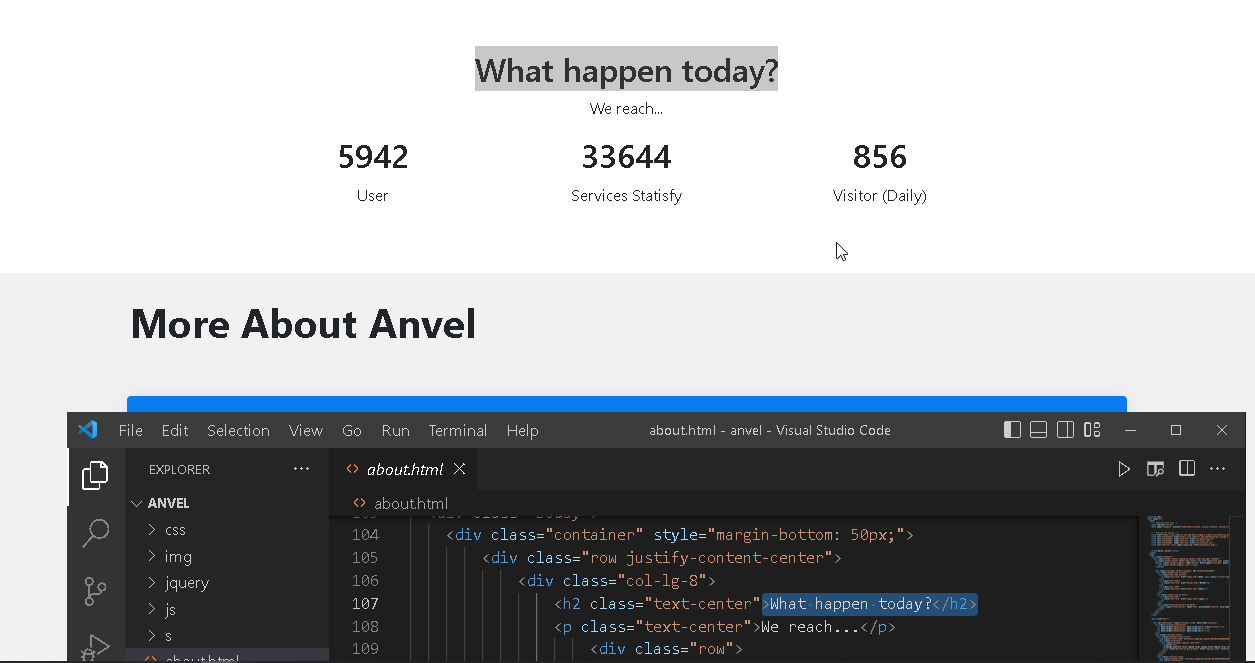 What happen today?
We reach...
5942 33644 856
User Services Statisfy Visitor (Daily)
More About Anvel
File Edit Selection View Go Run Terminal Help about.html - anvel - Visual Studio Code
EXPLORER ··· about.html
ANVEL about.html
css 104 <div class="container" style="margin-bottom: 50px;">
105 <div class="row justify-content-center">
img 106 <div class="col-lg-8">
jquery 107 <h2 class="text-center">What happen today?</h2>
js 108 <p class="text-center">We reach...</p>
s 109 <div class="row">
about.html